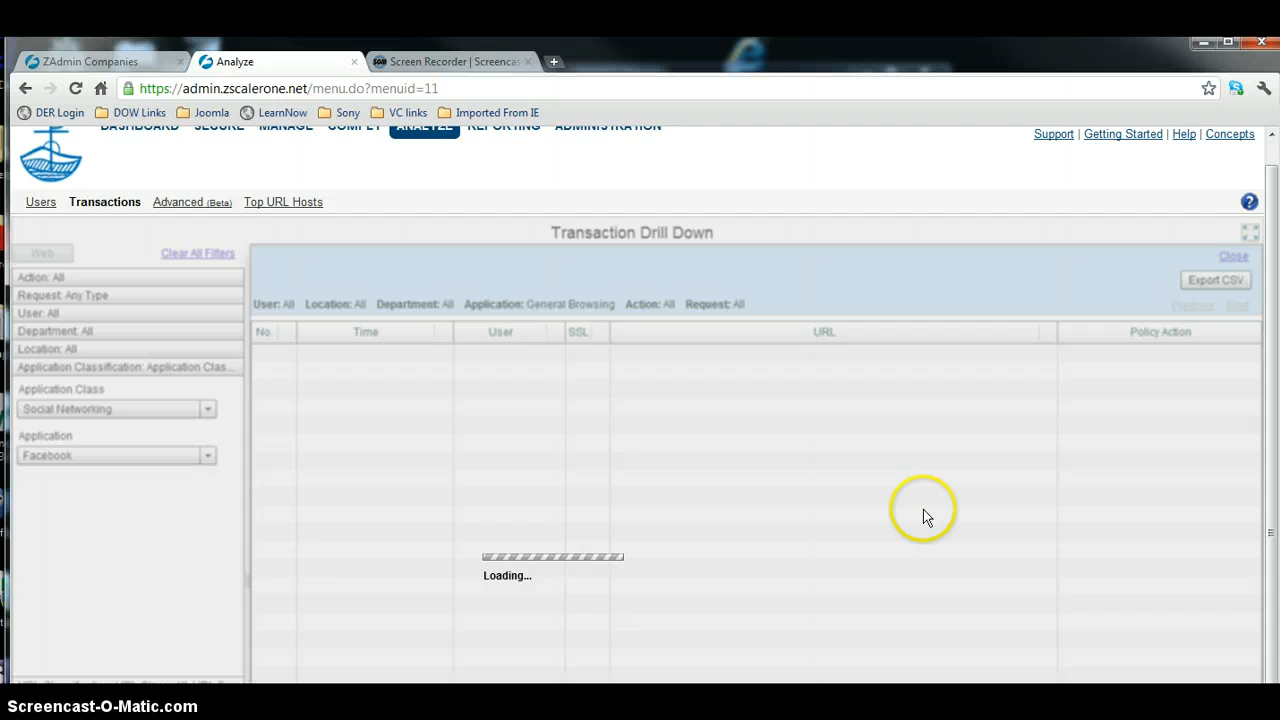 ZAdmin Companies
Analyze
Screen Recorder | Screencas
https://admin.zscalerone.net/menu.do?menuid=11
DER Login DOW Links Joomla LearnNow Sony VC links Imported From IE
DASHBOARD SECURE MANAGE COMPLY ANALYZE REPORTING ADMINISTRATION
Support | Getting Started | Help | Concepts
Users Transactions Advanced (Beta) Top URL Hosts
Transaction Drill Down
Web Clear All Filters
Close
Action: All
Export CSV
Request: Any Type
User: All Location: All Department: All Application: General Browsing Action: All Request: All
Previous Next
User: All
Department: All
No. Time User SSL URL Policy Action
Location: All
Application Classification: Application Clas...
Application Class
Social Networking
Application
Facebook
Loading...
Screencast-O-Matic.com